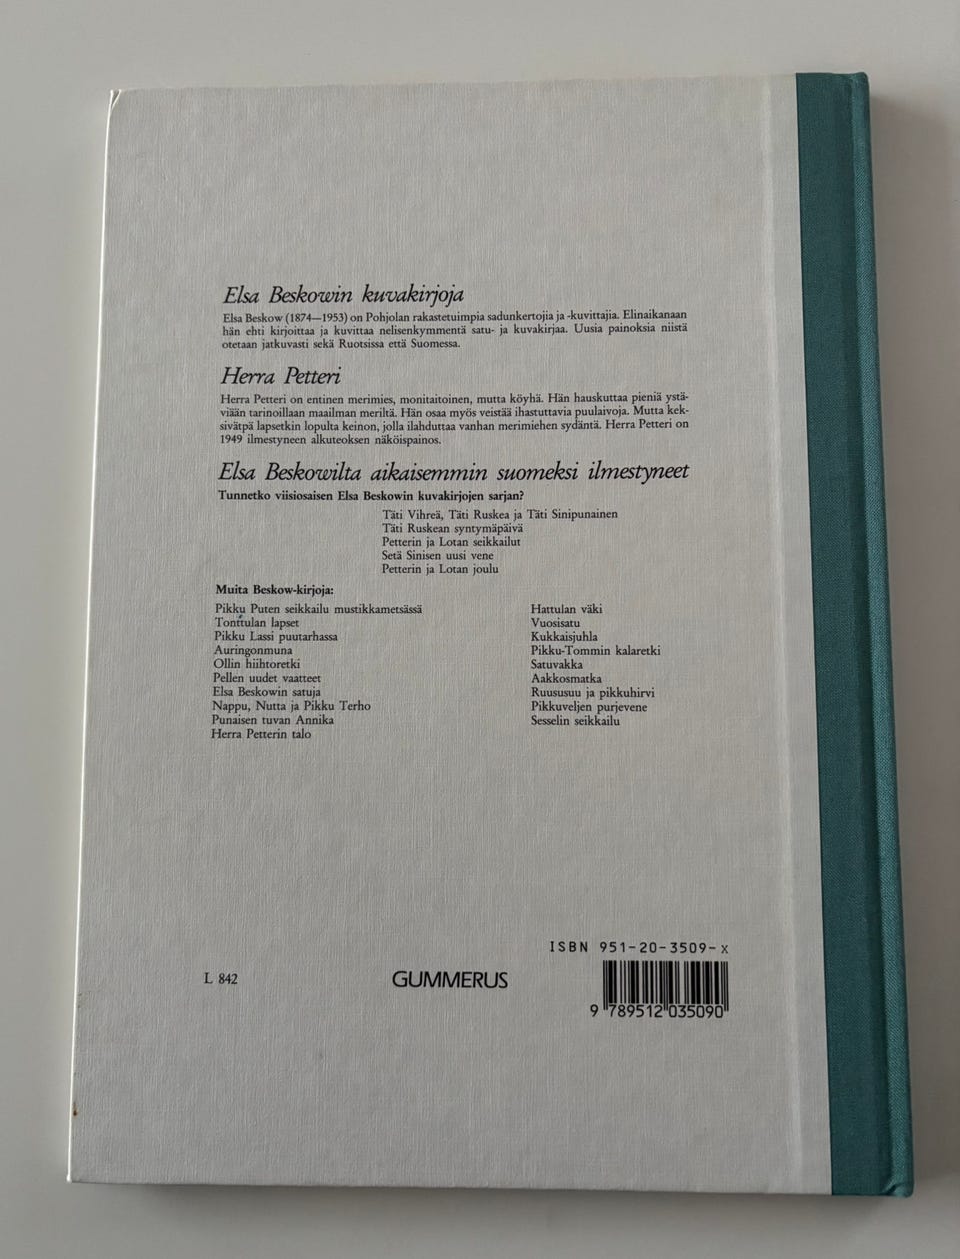 Elsa Beskowin kuvakirjoja
Elsa Beskow (1874—1953) on Pohjolan rakastetuimpia sadunkertojia ja -kuvittajia. Elinaikanaan
hän ehti kirjoittaa ja kuvittaa nelisenkymmentä satu- ja kuvakirjaa. Uusia painoksia niistä
otetaan jatkuvasti sekä Ruotsissa että Suomessa.
Herra Petteri
Herra Petteri on entinen merimies, monitaitoinen, mutta köyhä. Hän hauskuttaa pieniä ystä-
viään tarinoillaan maailman meriltä. Hän osaa myös veistää ihastuttavia puulaivoja. Mutta kek-
sivätpä lapsetkin lopulta keinon, jolla ilahduttaa vanhan merimiehen sydäntä. Herra Petteri on
1949 ilmestyneen alkuteoksen näköispainos.
Elsa Beskowilta aikaisemmin suomeksi ilmestyneet
Tunnetko viisiosaisen Elsa Beskowin kuvakirjojen sarjan?
Täti Vihreä, Täti Ruskea ja Täti Sinipunainen
Täti Ruskean syntymäpäivä
Petterin ja Lotan seikkailut
Setä Sinisen uusi vene
Petterin ja Lotan joulu
Muita Beskow-kirjoja:
Pikku Puten seikkailu mustikkametsässä
Tonttulan lapset
Pikku Lassi puutarhassa
Auringonmuna
Ollin hiihtoretki
Pellen uudet vaatteet
Elsa Beskowin satuja
Nappu, Nutta ja Pikku Terho
Punaisen tuvan Annika
Herra Petterin talo
Hattulan väki
Vuosisatu
Kukkaisjuhla
Pikku-Tommin kalaretki
Satuvakka
Aakkosmatka
Ruususuu ja pikkuhirvi
Pikkuveljen purjevene
Sesselin seikkailu
ISBN 951-20-3509-X
L 842
GUMMERUS
9 789512 035090